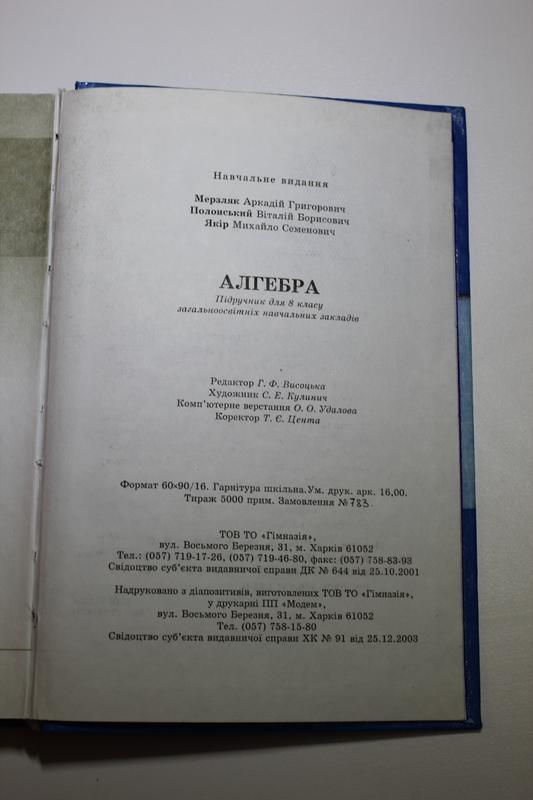 Навчальне видання
Мерзляк Аркадій Григорович
Полонський Віталій Борисович
Якір Михайло Семенович
АЛГЕБРА
Підручник для 8 класу
загальноосвітніх навчальних закладів
Редактор Г. Ф. Висоцька
Художник С. Е. Кулинич
Комп'ютерне верстання О. О. Удалова
Коректор Т. Є. Цента
Формат 60×90/16. Гарнітура шкільна.Ум. друк. арк. 16,00.
Тираж 5000 прим. Замовлення №783.
ТОВ ТО «Гімназія»,
вул. Восьмого Березня, 31, м. Харків 61052
Тел.: (057) 719-17-26, (057) 719-46-80, факс: (057) 758-83-93
Свідоцтво суб'єкта видавничої справи ДК № 644 від 25.10.2001
Надруковано з діапозитивів, виготовлених ТОВ ТО «Гімназія»,
у друкарні ПП «Модем»,
вул. Восьмого Березня, 31, м. Харків 61052
Тел. (057) 758-15-80
Свідоцтво суб'єкта видавничої справи ХК № 91 від 25.12.2003